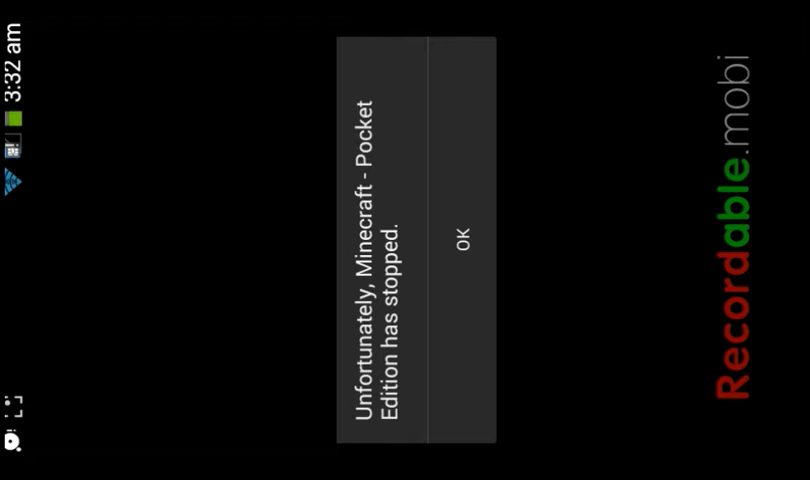 3:32 am
Unfortunately, Minecraft - Pocket
Edition has stopped.
OK
Recordable.mobi